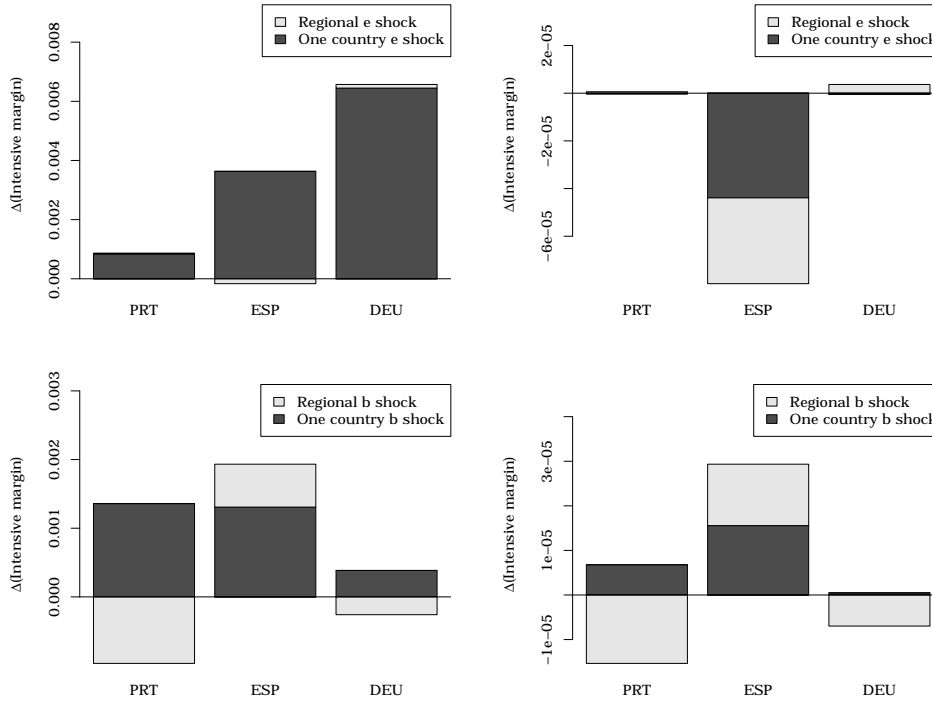 Regional e shock
One country e shock
Δ(Intensive margin)
0.008
0.006
0.004
0.002
0.000
PRT ESP DEU
Regional e shock
One country e shock
Δ(Intensive margin)
2e−05
−2e−05
−6e−05
PRT ESP DEU
Regional b shock
One country b shock
Δ(Intensive margin)
0.003
0.002
0.001
0.000
PRT ESP DEU
Regional b shock
One country b shock
Δ(Intensive margin)
3e−05
1e−05
−1e−05
PRT ESP DEU